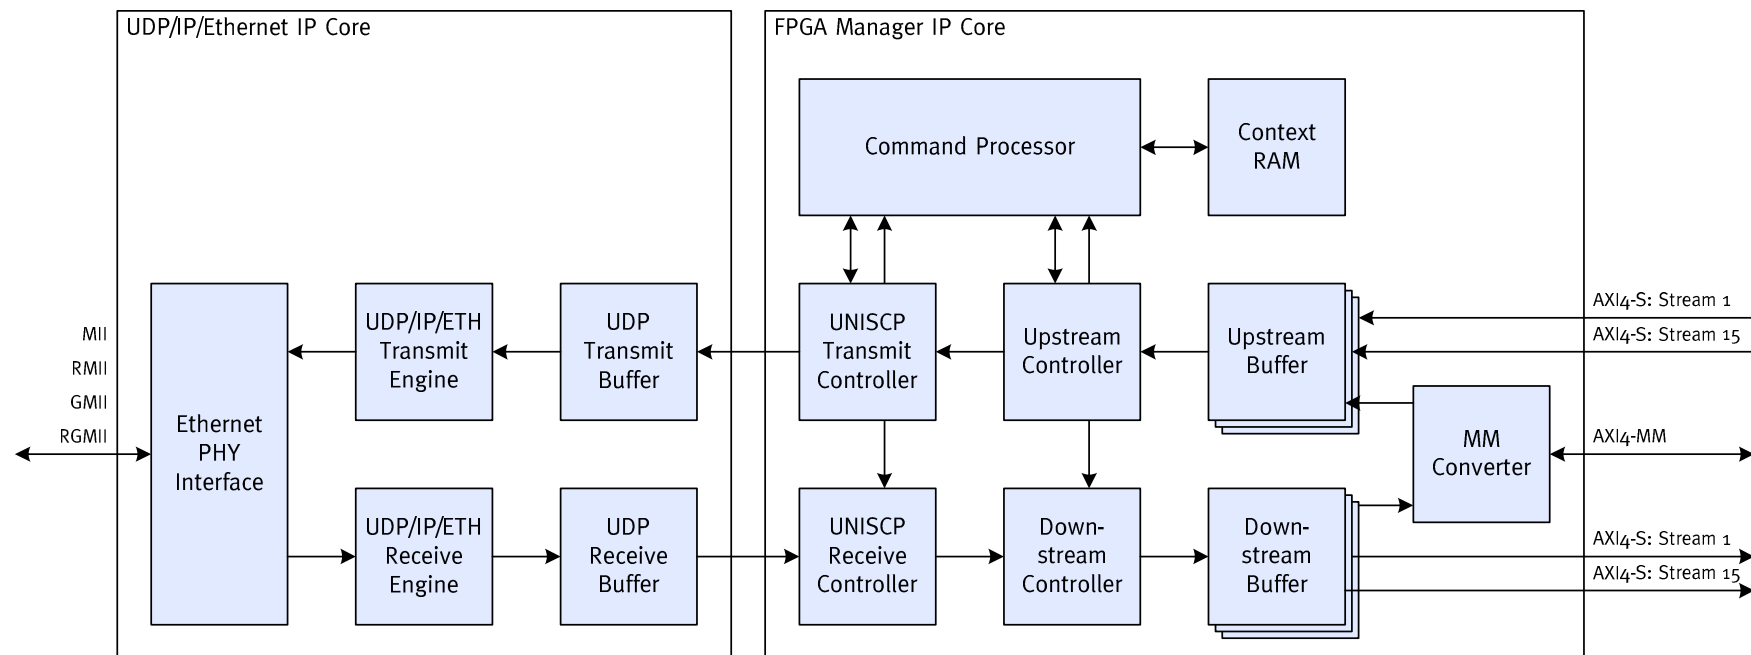 UDP/IP/Ethernet IP Core
FPGA Manager IP Core
Command Processor
Context
RAM
MII
RMII
GMII
RGMII
Ethernet
PHY
Interface
UDP/IP/ETH
Transmit
Engine
UDP
Transmit
Buffer
UNISCP
Transmit
Controller
Upstream
Controller
Upstream
Buffer
AXI4-S: Stream 1
AXI4-S: Stream 15
MM
Converter
AXI4-MM
UDP/IP/ETH
Receive
Engine
UDP
Receive
Buffer
UNISCP
Receive
Controller
Down-
stream
Controller
Down-
stream
Buffer
AXI4-S: Stream 1
AXI4-S: Stream 15